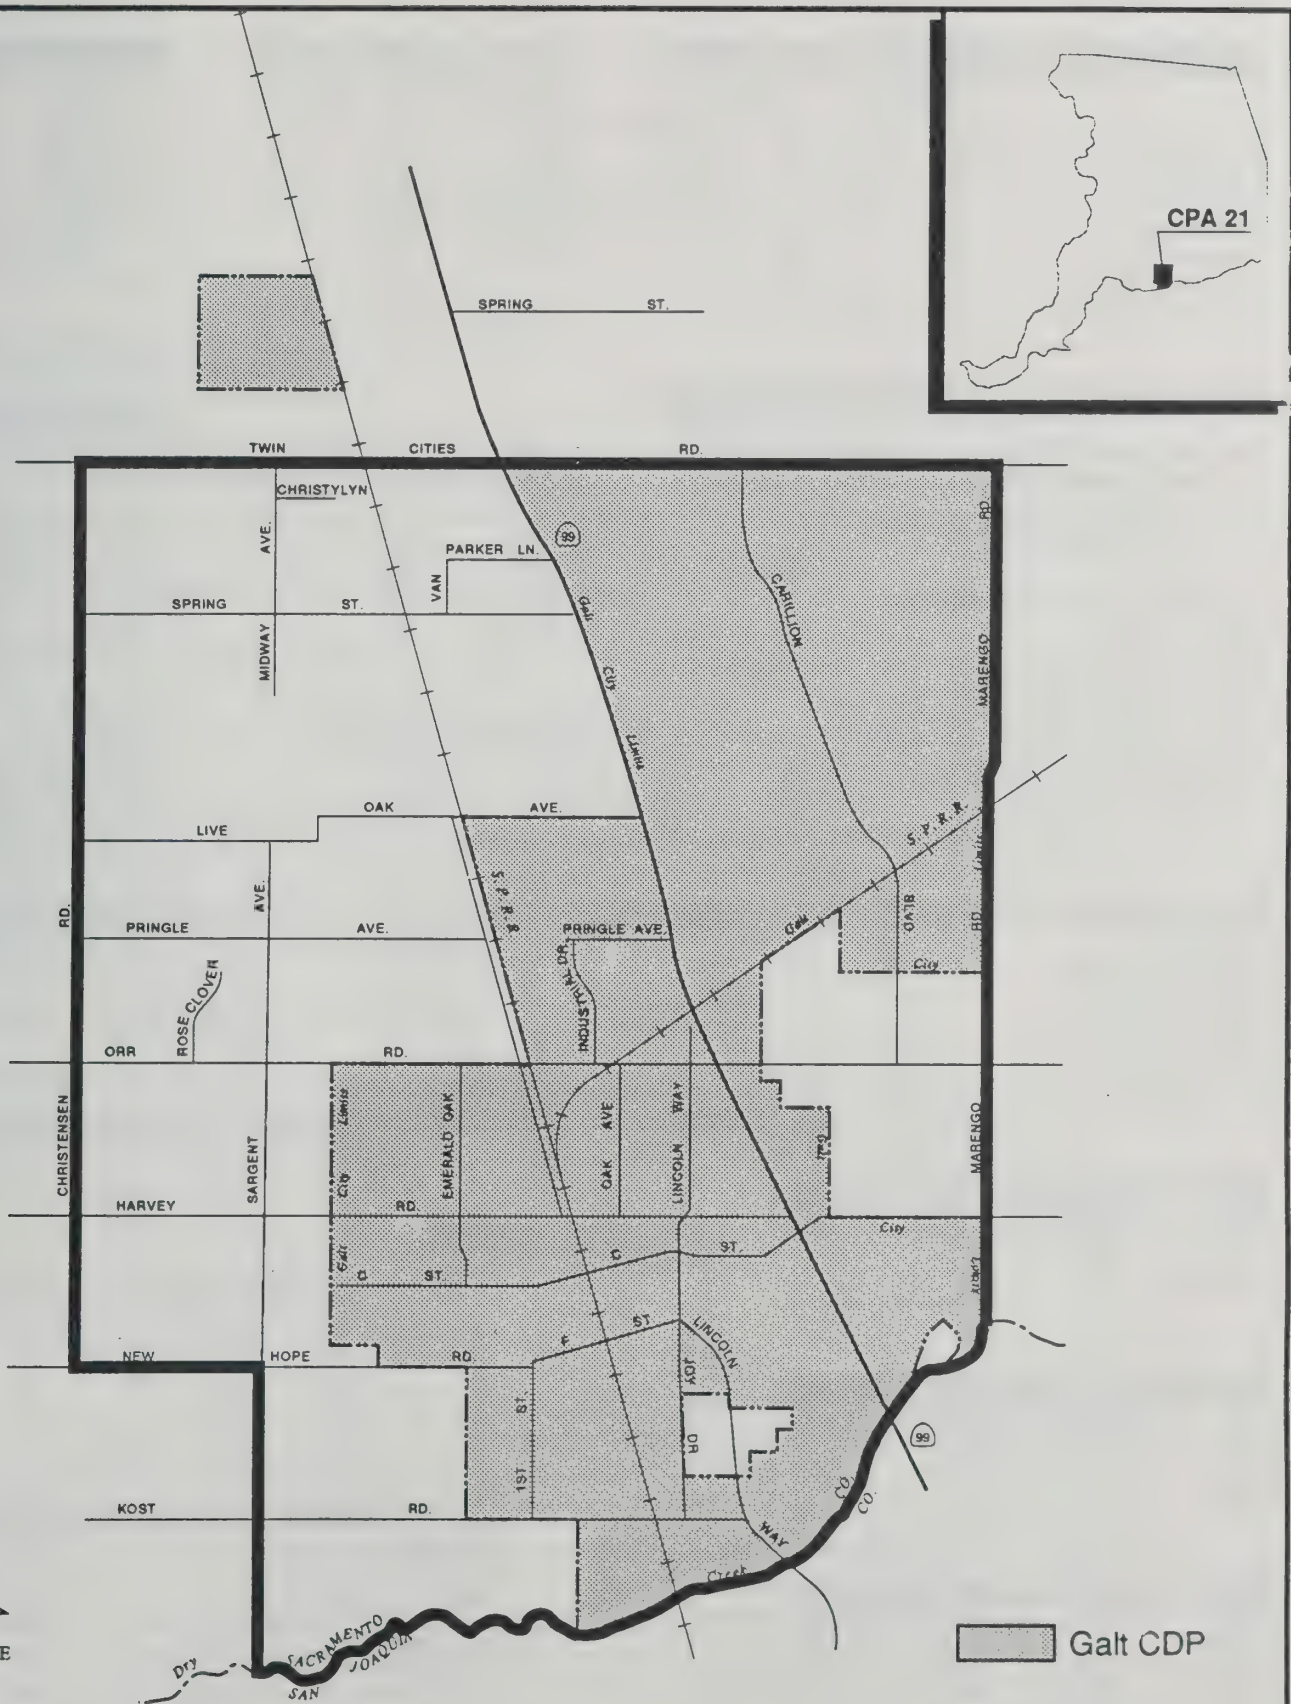 CPA 21
SPRING ST.
TWIN CITIES RD.
CHRISTYLYN
RD.
99
AVE.
PARKER LN.
VAN
CARILLION
Galt
SPRING ST.
MIDWAY
City
MARENGO
Limits
OAK AVE.
LIVE
S. P. R. R.
Limits
S. P. R. R.
AVE.
RD.
BLVD
RD
PRINGLE AVE.
PRINGLE AVE.
Galt
City
INDUSTRIAL DR.
ROSE CLOVER
ORR RD.
Limits
EMERALD OAK
OAK AVE
LINCOLN WAY
CHRISTENSEN
SARGENT
City
Galt
MARENGO
HARVEY RD.
City
Galt
C ST.
C ST.
Limits
F ST
LINCOLN
NEW HOPE RD.
JOY
DR
1ST ST.
99
KOST RD.
CO.
CO.
WAY
Creek
SACRAMENTO
SAN JOAQUIN
Dry
E
Galt CDP